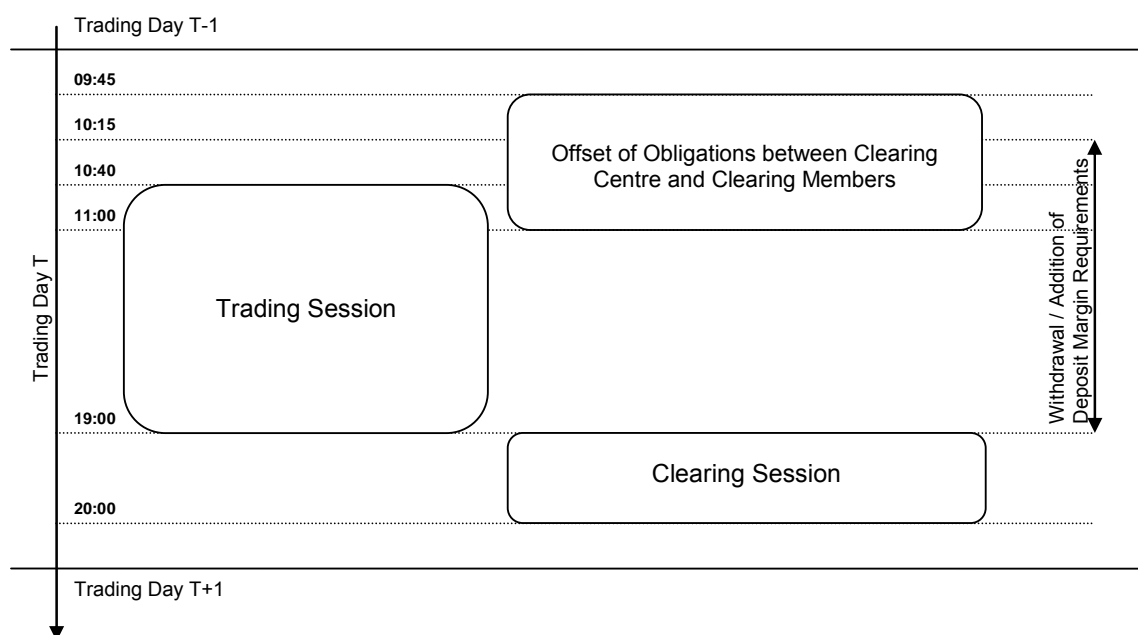 Trading Day T-1
09:45
10:15
10:40
11:00
Offset of Obligations between Clearing
Centre and Clearing Members
Trading Session
Trading Day T
Withdrawal / Addition of
Deposit Margin Requirements
19:00
Clearing Session
20:00
Trading Day T+1